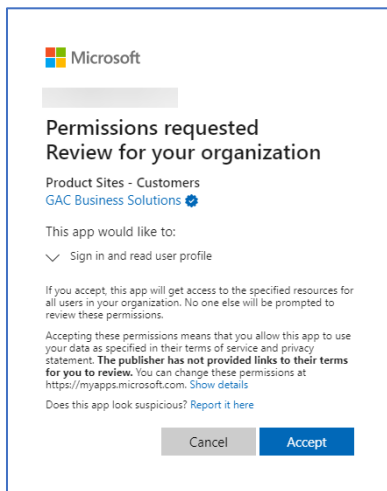 Microsoft
Permissions requested
Review for your organization
Product Sites - Customers
GAC Business Solutions
This app would like to:
Sign in and read user profile
If you accept, this app will get access to the specified resources for
all users in your organization. No one else will be prompted to
review these permissions.
Accepting these permissions means that you allow this app to use
your data as specified in their terms of service and privacy
statement. The publisher has not provided links to their terms
for you to review. You can change these permissions at
https://myapps.microsoft.com. Show details
Does this app look suspicious? Report it here
Cancel Accept